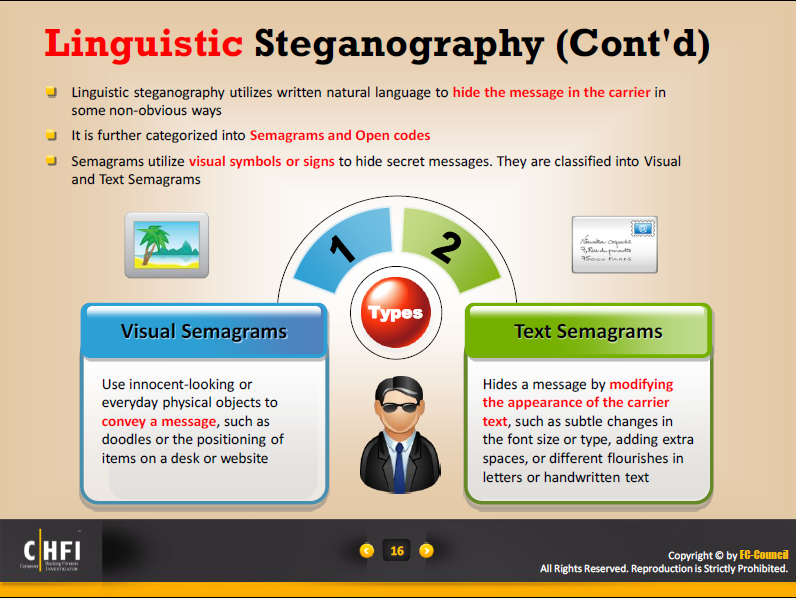 Linguistic Steganography (Cont'd)
Linguistic steganography utilizes written natural language to hide the message in the carrier in
some non-obvious ways
It is further categorized into Semagrams and Open codes
Semagrams utilize visual symbols or signs to hide secret messages. They are classified into Visual
and Text Semagrams
1
2
Types
Visual Semagrams
Use innocent-looking or
everyday physical objects to
convey a message, such as
doodles or the positioning of
items on a desk or website
Text Semagrams
Hides a message by modifying
the appearance of the carrier
text, such as subtle changes in
the font size or type, adding extra
spaces, or different flourishes in
letters or handwritten text
CHFI
Computer Hacking Forensic
INVESTIGATOR
16
Copyright © by EC-Council
All Rights Reserved. Reproduction is Strictly Prohibited.